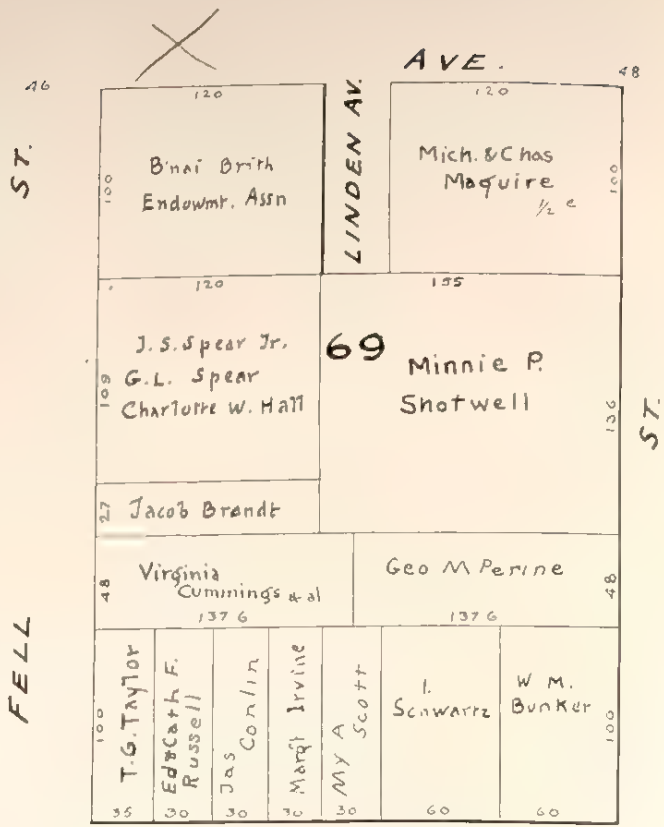 AVE.
46
48
ST.
120
LINDEN AV.
120
B'nai Brith
Endowmt. Assn
100
Mich. & Chas
Maguire
1/2 c
100
120
155
J. S. Spear Jr.
G. L. Spear
Charlotte W. Hall
109
69
Minnie P.
Shotwell
136
ST.
27
Jacob Brandt
48
Virginia
Cummings & al
137 6
Geo M Perine
137 6
48
FELL
100
T. G. Taylor
35
Ed & Cath F.
Russell
30
Jas
Conlin
30
Margt Irvine
30
My A
Scott
30
I.
Schwartz
60
W M.
Bunker
60
100